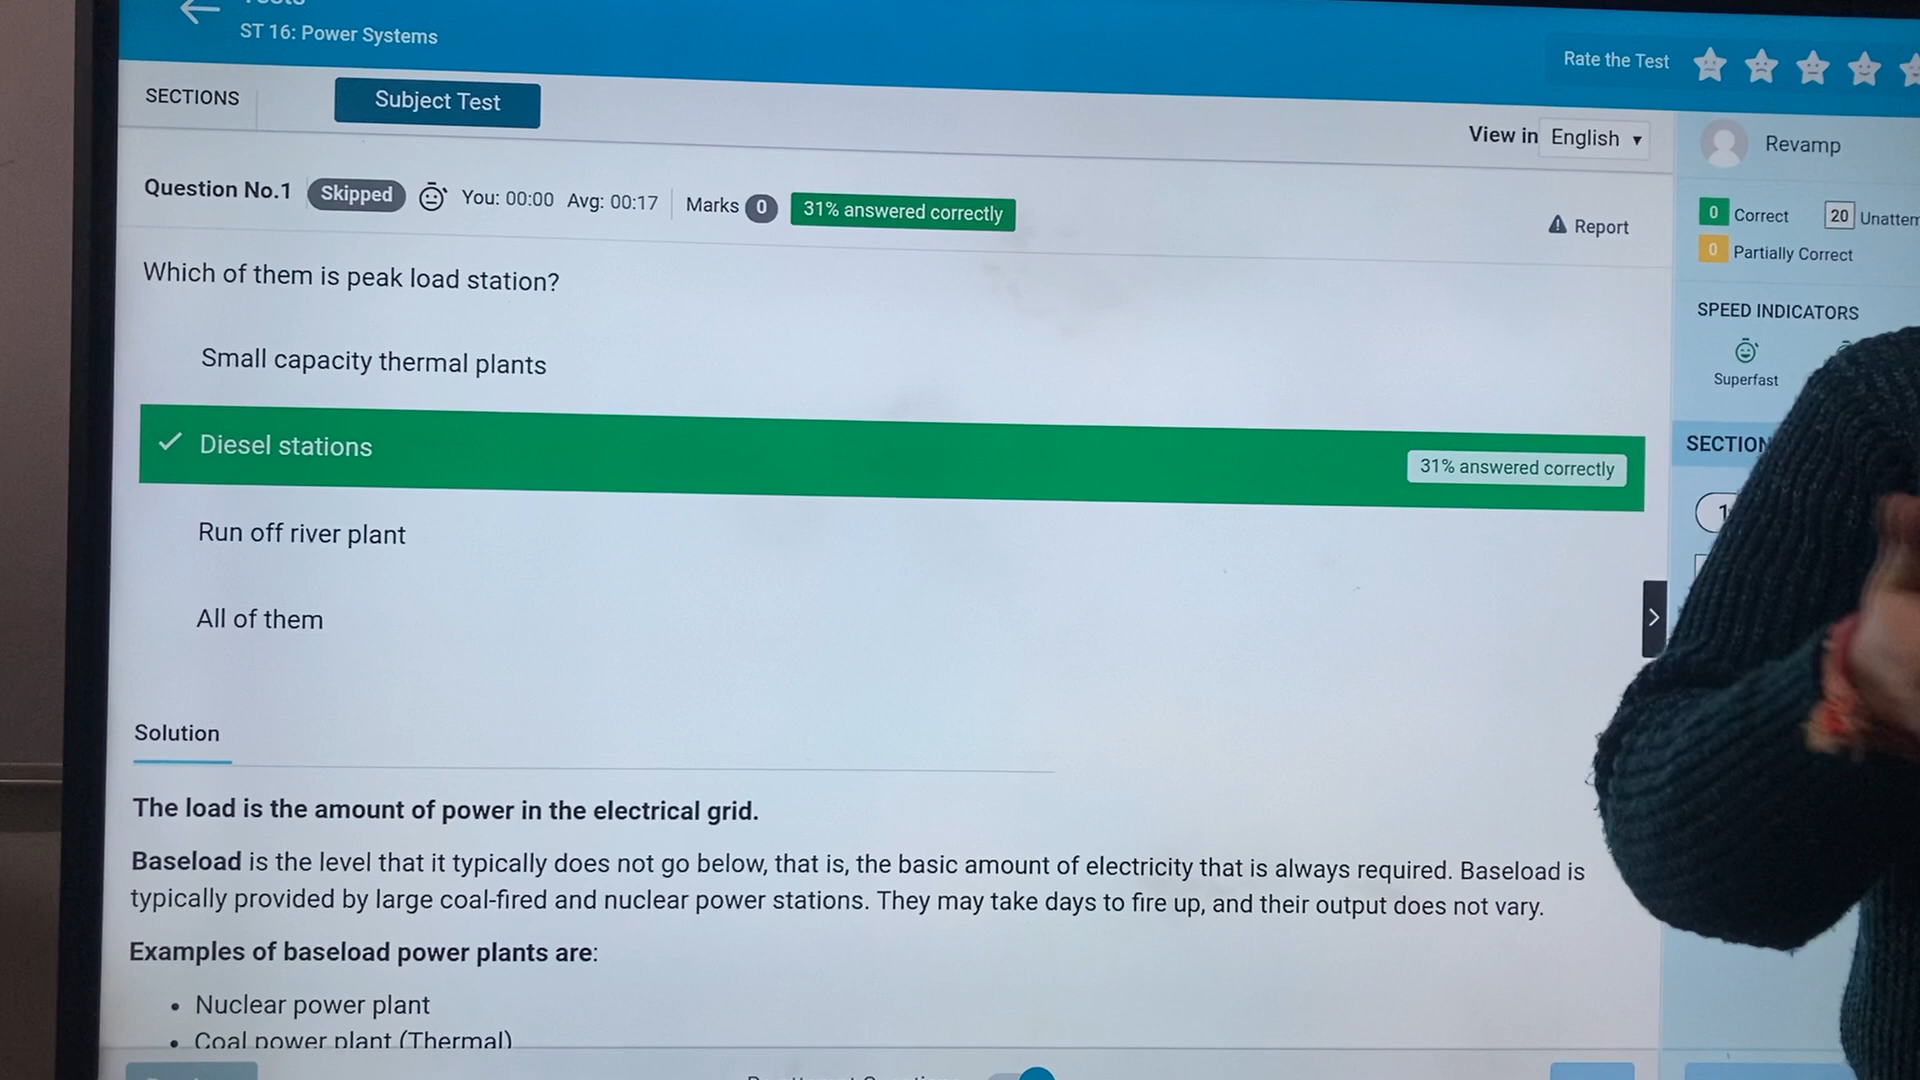 ST 16: Power Systems
Rate the Test
SECTIONS
Subject Test
View in English
Revamp
Question No.1 Skipped You: 00:00 Avg: 00:17 Marks 0 31% answered correctly
Report
0 Correct 20
0 Partially Correct
Which of them is peak load station?
SPEED INDICATORS
Superfast
Small capacity thermal plants
Diesel stations
31% answered correctly
SECTION
1
Run off river plant
All of them
Solution
The load is the amount of power in the electrical grid.
Baseload is the level that it typically does not go below, that is, the basic amount of electricity that is always required. Baseload is
typically provided by large coal-fired and nuclear power stations. They may take days to fire up, and their output does not vary.
Examples of baseload power plants are:
• Nuclear power plant
• Coal power plant (Thermal)